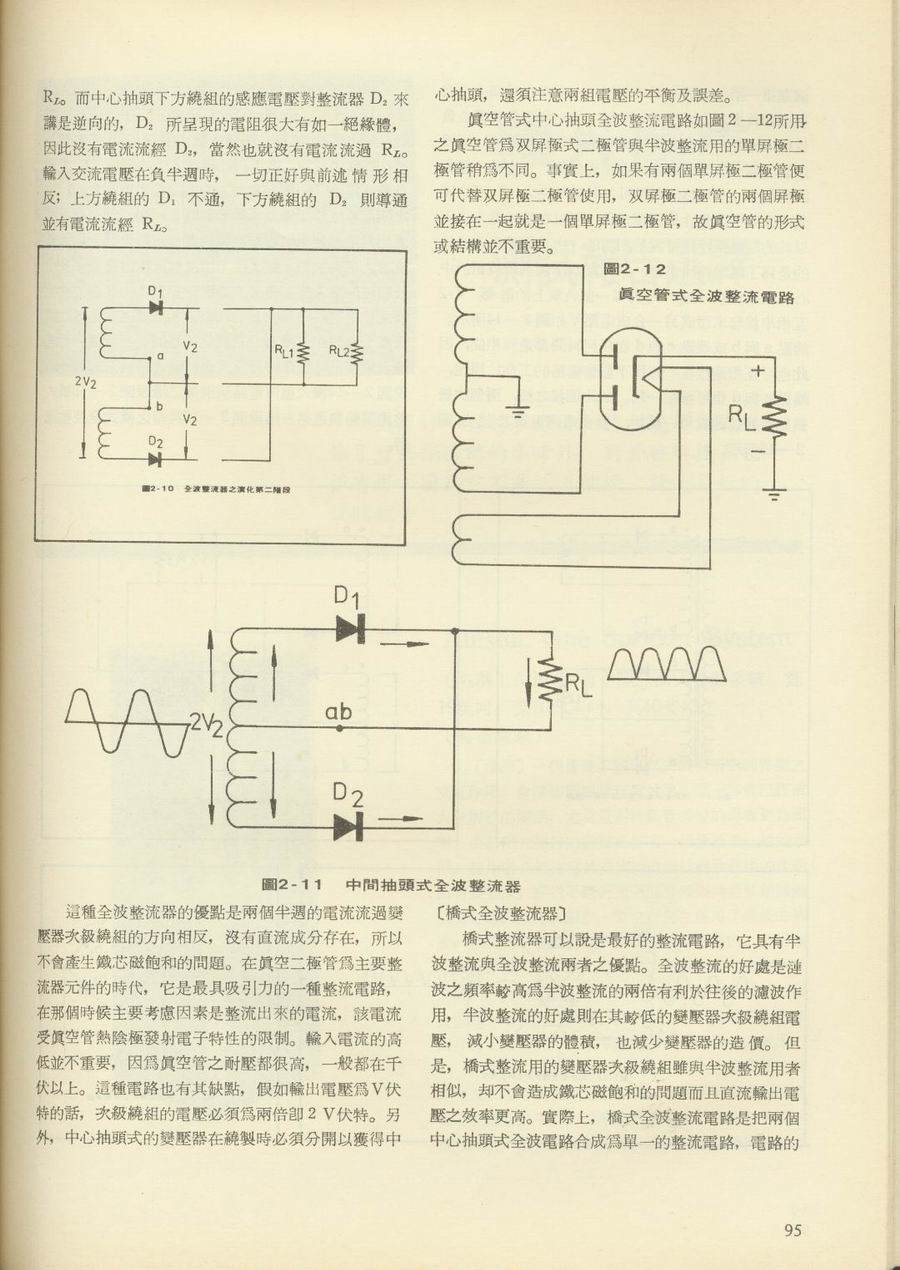 R_L。而中心抽頭下方繞組的感應電壓對整流器 D₂ 來
講是逆向的, D₂ 所呈現的電阻很大有如一絕緣體,
因此沒有電流流經 D₂, 當然也就沒有電流流過 R_L。
輸入交流電壓在負半週時, 一切正好與前述情形相
反; 上方繞組的 D₁ 不通, 下方繞組的 D₂ 則導通
並有電流流經 R_L。
D1
V2
a
2V2
b
V2
D2
RL1
RL2
圖2-10 全波整流器之演化第二階段
心抽頭, 還須注意兩組電壓的平衡及誤差。
眞空管式中心抽頭全波整流電路如圖 2 —12所用
之眞空管爲双屏極式二極管與半波整流用的單屏極二
極管稍爲不同。事實上, 如果有兩個單屏極二極管便
可代替双屏極二極管使用, 双屏極二極管的兩個屏極
並接在一起就是一個單屏極二極管, 故眞空管的形式
或結構並不重要。
圖2-12
眞空管式全波整流電路
+
RL
−
D1
2V2
ab
RL
D2
圖2-11 中間抽頭式全波整流器
這種全波整流器的優點是兩個半週的電流流過變
壓器次級繞組的方向相反, 沒有直流成分存在, 所以
不會產生鐵芯磁飽和的問題。在眞空二極管爲主要整
流器元件的時代, 它是最具吸引力的一種整流電路,
在那個時候主要考慮因素是整流出來的電流, 該電流
受眞空管熱陰極發射電子特性的限制。輸入電流的高
低並不重要, 因爲眞空管之耐壓都很高, 一般都在千
伏以上。這種電路也有其缺點, 假如輸出電壓爲V伏
特的話, 次級繞組的電壓必須爲兩倍卽 2 V伏特。另
外, 中心抽頭式的變壓器在繞製時必須分開以獲得中
〔橋式全波整流器〕
橋式整流器可以說是最好的整流電路, 它具有半
波整流與全波整流兩者之優點。全波整流的好處是漣
波之頻率較高爲半波整流的兩倍有利於往後的濾波作
用, 半波整流的好處則在其較低的變壓器次級繞組電
壓, 減小變壓器的體積, 也減少變壓器的造價。但
是, 橋式整流用的變壓器次級繞組雖與半波整流用者
相似, 却不會造成鐵芯磁飽和的問題而且直流輸出電
壓之效率更高。實際上, 橋式全波整流電路是把兩個
中心抽頭式全波電路合成爲單一的整流電路, 電路的
95